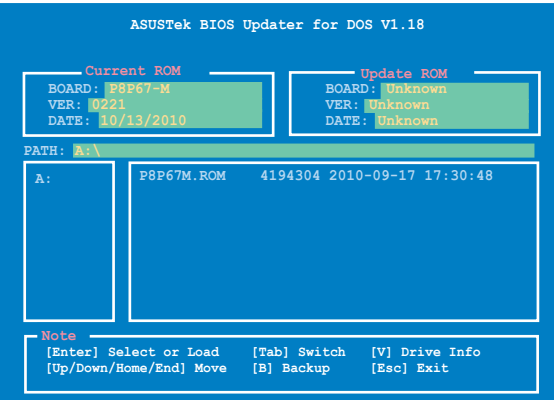 ASUSTek BIOS Updater for DOS V1.18
Current ROM
BOARD: P8P67-M
VER: 0221
DATE: 10/13/2010
Update ROM
BOARD: Unknown
VER: Unknown
DATE: Unknown
PATH: A:\
A:
P8P67M.ROM 4194304 2010-09-17 17:30:48
Note
[Enter] Select or Load [Tab] Switch [V] Drive Info
[Up/Down/Home/End] Move [B] Backup [Esc] Exit